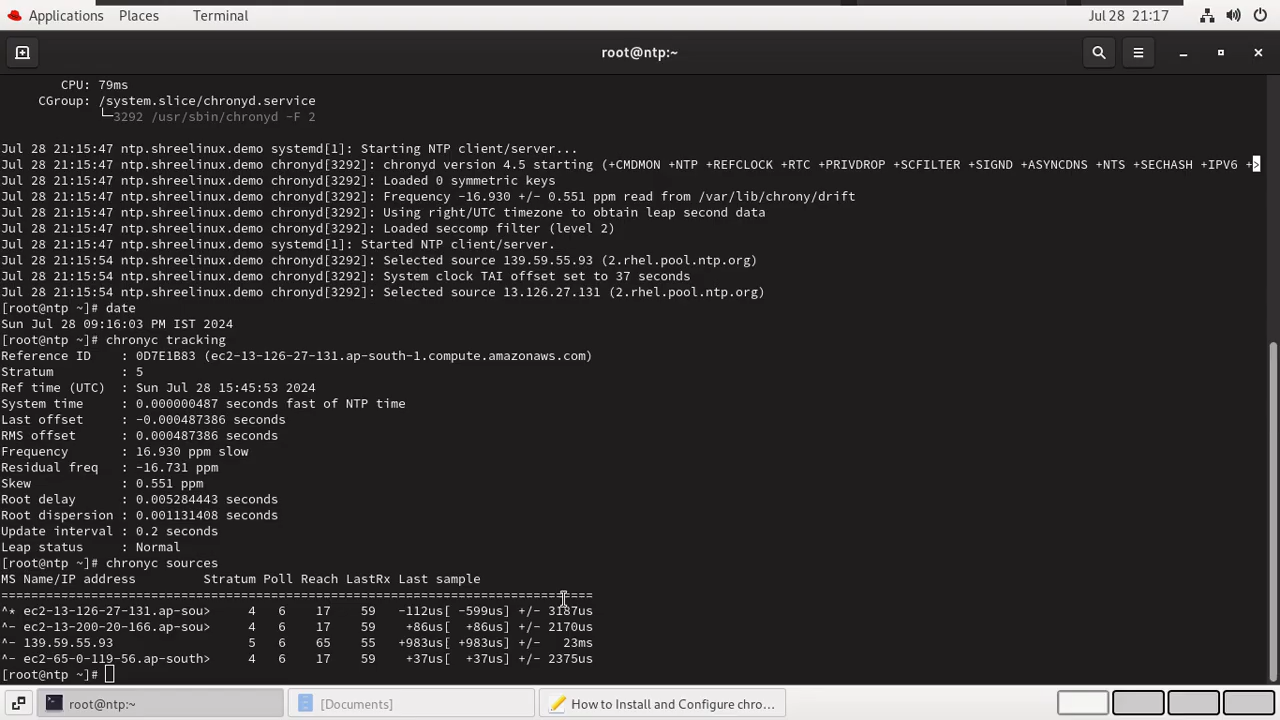 Applications Places Terminal Jul 28 21:17
root@ntp:~
CPU: 79ms
CGroup: /system.slice/chronyd.service
└─3292 /usr/sbin/chronyd -F 2
Jul 28 21:15:47 ntp.shreelinux.demo systemd[1]: Starting NTP client/server...
Jul 28 21:15:47 ntp.shreelinux.demo chronyd[3292]: chronyd version 4.5 starting (+CMDMON +NTP +REFCLOCK +RTC +PRIVDROP +SCFILTER +SIGND +ASYNCDNS +NTS +SECHASH +IPV6 +>
Jul 28 21:15:47 ntp.shreelinux.demo chronyd[3292]: Loaded 0 symmetric keys
Jul 28 21:15:47 ntp.shreelinux.demo chronyd[3292]: Frequency -16.930 +/- 0.551 ppm read from /var/lib/chrony/drift
Jul 28 21:15:47 ntp.shreelinux.demo chronyd[3292]: Using right/UTC timezone to obtain leap second data
Jul 28 21:15:47 ntp.shreelinux.demo chronyd[3292]: Loaded seccomp filter (level 2)
Jul 28 21:15:47 ntp.shreelinux.demo systemd[1]: Started NTP client/server.
Jul 28 21:15:54 ntp.shreelinux.demo chronyd[3292]: Selected source 139.59.55.93 (2.rhel.pool.ntp.org)
Jul 28 21:15:54 ntp.shreelinux.demo chronyd[3292]: System clock TAI offset set to 37 seconds
Jul 28 21:15:54 ntp.shreelinux.demo chronyd[3292]: Selected source 13.126.27.131 (2.rhel.pool.ntp.org)
[root@ntp ~]# date
Sun Jul 28 09:16:03 PM IST 2024
[root@ntp ~]# chronyc tracking
Reference ID : 0D7E1B83 (ec2-13-126-27-131.ap-south-1.compute.amazonaws.com)
Stratum : 5
Ref time (UTC) : Sun Jul 28 15:45:53 2024
System time : 0.000000487 seconds fast of NTP time
Last offset : -0.000487386 seconds
RMS offset : 0.000487386 seconds
Frequency : 16.930 ppm slow
Residual freq : -16.731 ppm
Skew : 0.551 ppm
Root delay : 0.005284443 seconds
Root dispersion : 0.001131408 seconds
Update interval : 0.2 seconds
Leap status : Normal
[root@ntp ~]# chronyc sources
MS Name/IP address Stratum Poll Reach LastRx Last sample
===============================================================================
^* ec2-13-126-27-131.ap-sou> 4 6 17 59 -112us[ -599us] +/- 3187us
^- ec2-13-200-20-166.ap-sou> 4 6 17 59 +86us[ +86us] +/- 2170us
^- 139.59.55.93 5 6 65 55 +983us[ +983us] +/- 23ms
^- ec2-65-0-119-56.ap-south> 4 6 17 59 +37us[ +37us] +/- 2375us
[root@ntp ~]#
root@ntp:~ [Documents] How to Install and Configure chro...